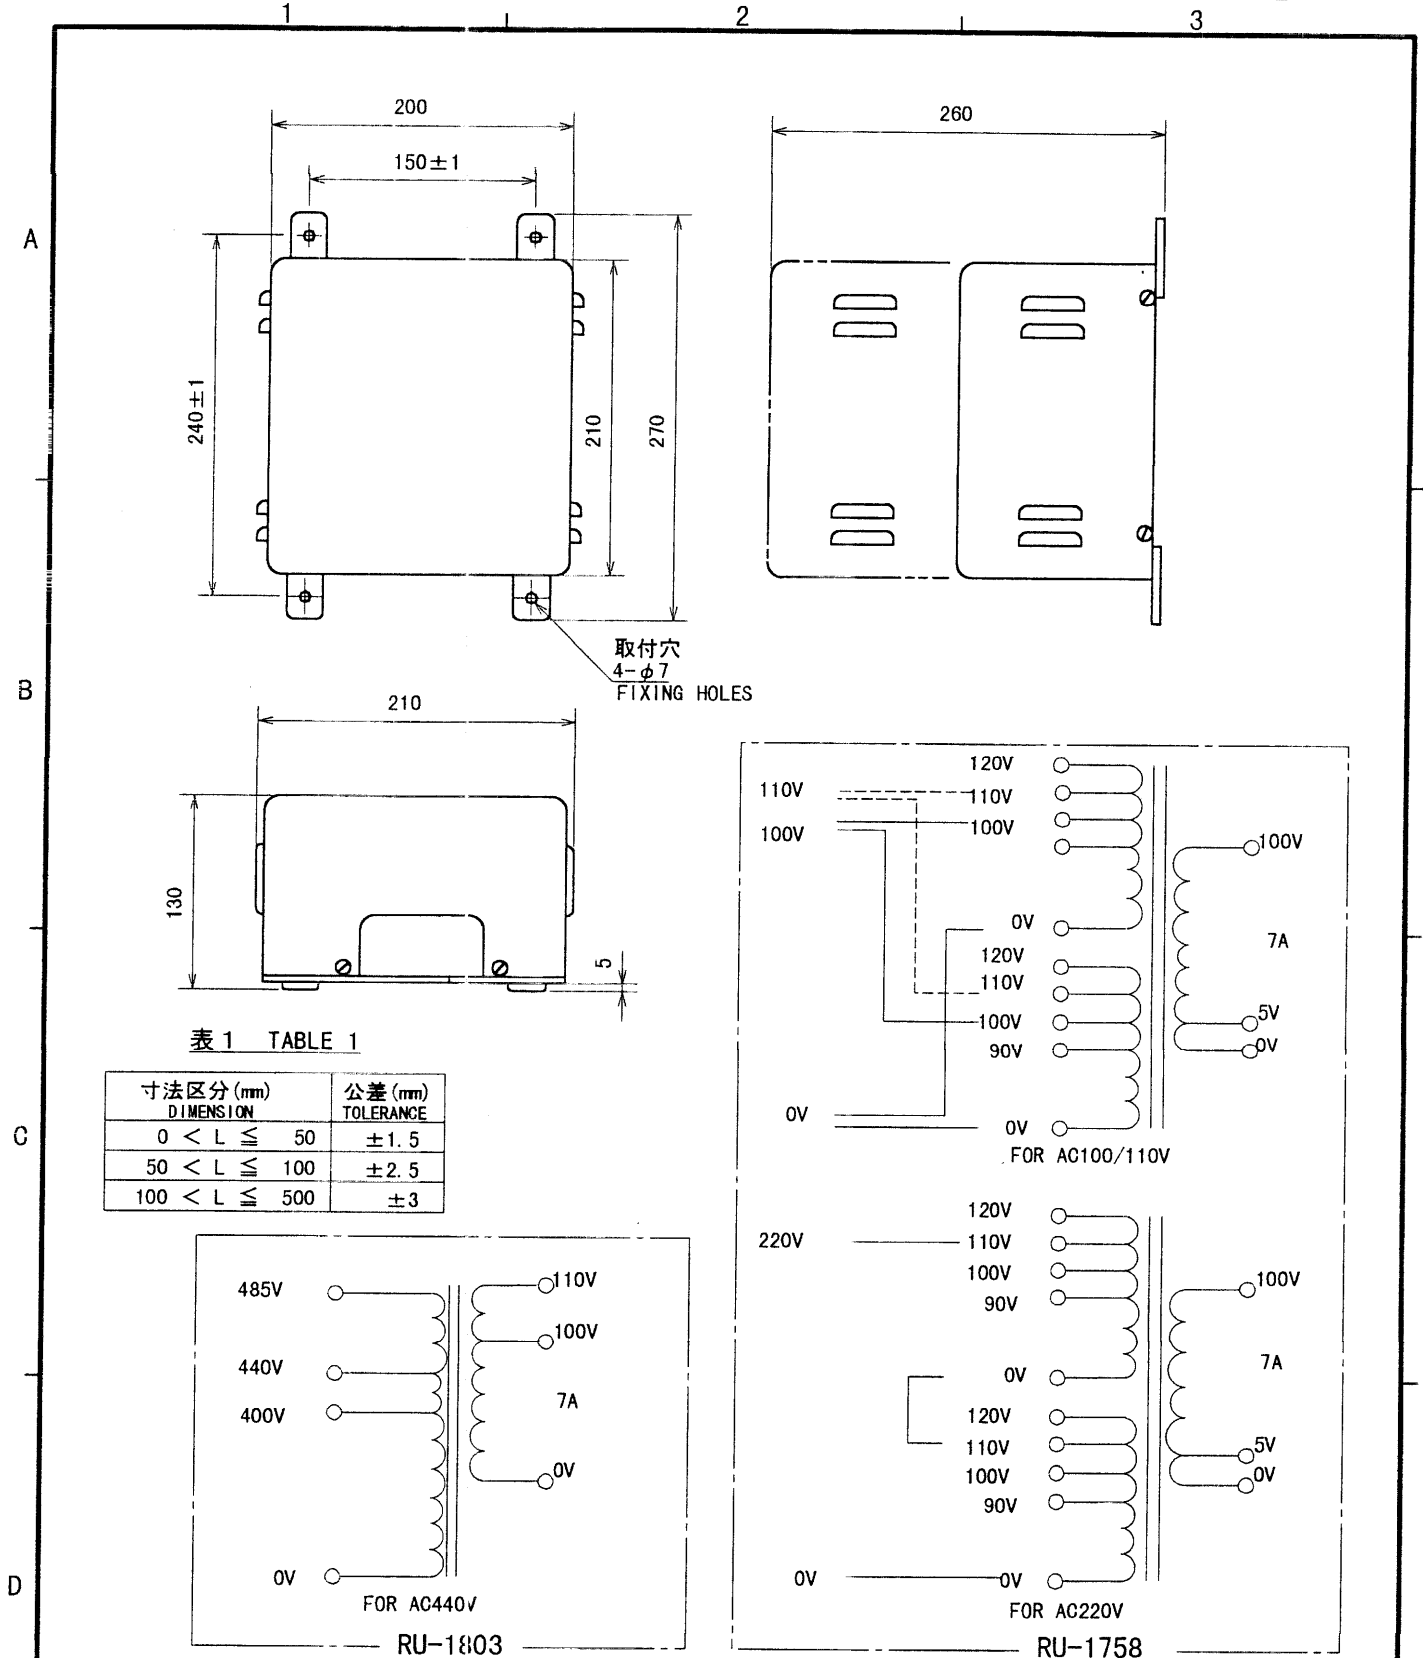 1 2 3
A
B
C
D
200
150±1
240±1
210
270
260
取付穴
4-φ7
FIXING HOLES
210
130
5
表1 TABLE 1
寸法区分(mm) 公差(mm)
DIMENSION TOLERANCE
0 < L ≦ 50 ±1.5
50 < L ≦ 100 ±2.5
100 < L ≦ 500 ±3
485V
440V
400V
0V
110V
100V
7A
0V
FOR AC440V
RU-1803
110V
100V
0V
120V
110V
100V
0V
120V
110V
100V
90V
0V
100V
7A
5V
0V
FOR AC100/110V
220V
0V
120V
110V
100V
90V
0V
120V
110V
100V
90V
0V
100V
7A
5V
0V
FOR AC220V
RU-1758